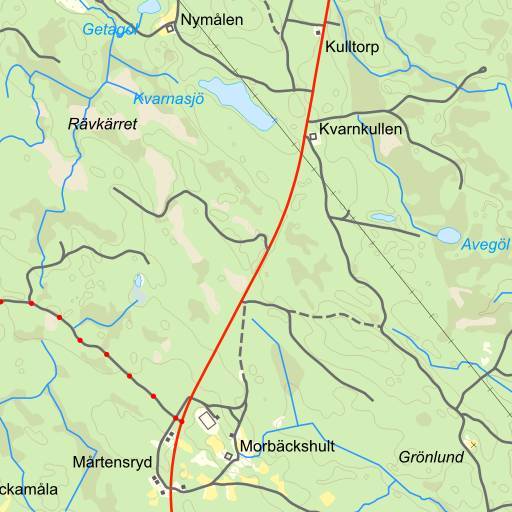 Nymålen
Getagöl
Kulltorp
Kvarnasjö
Råvkärret
Kvarnkullen
Avegöl
Morbäckshult
Mårtensryd
Grönlund
ckamåla